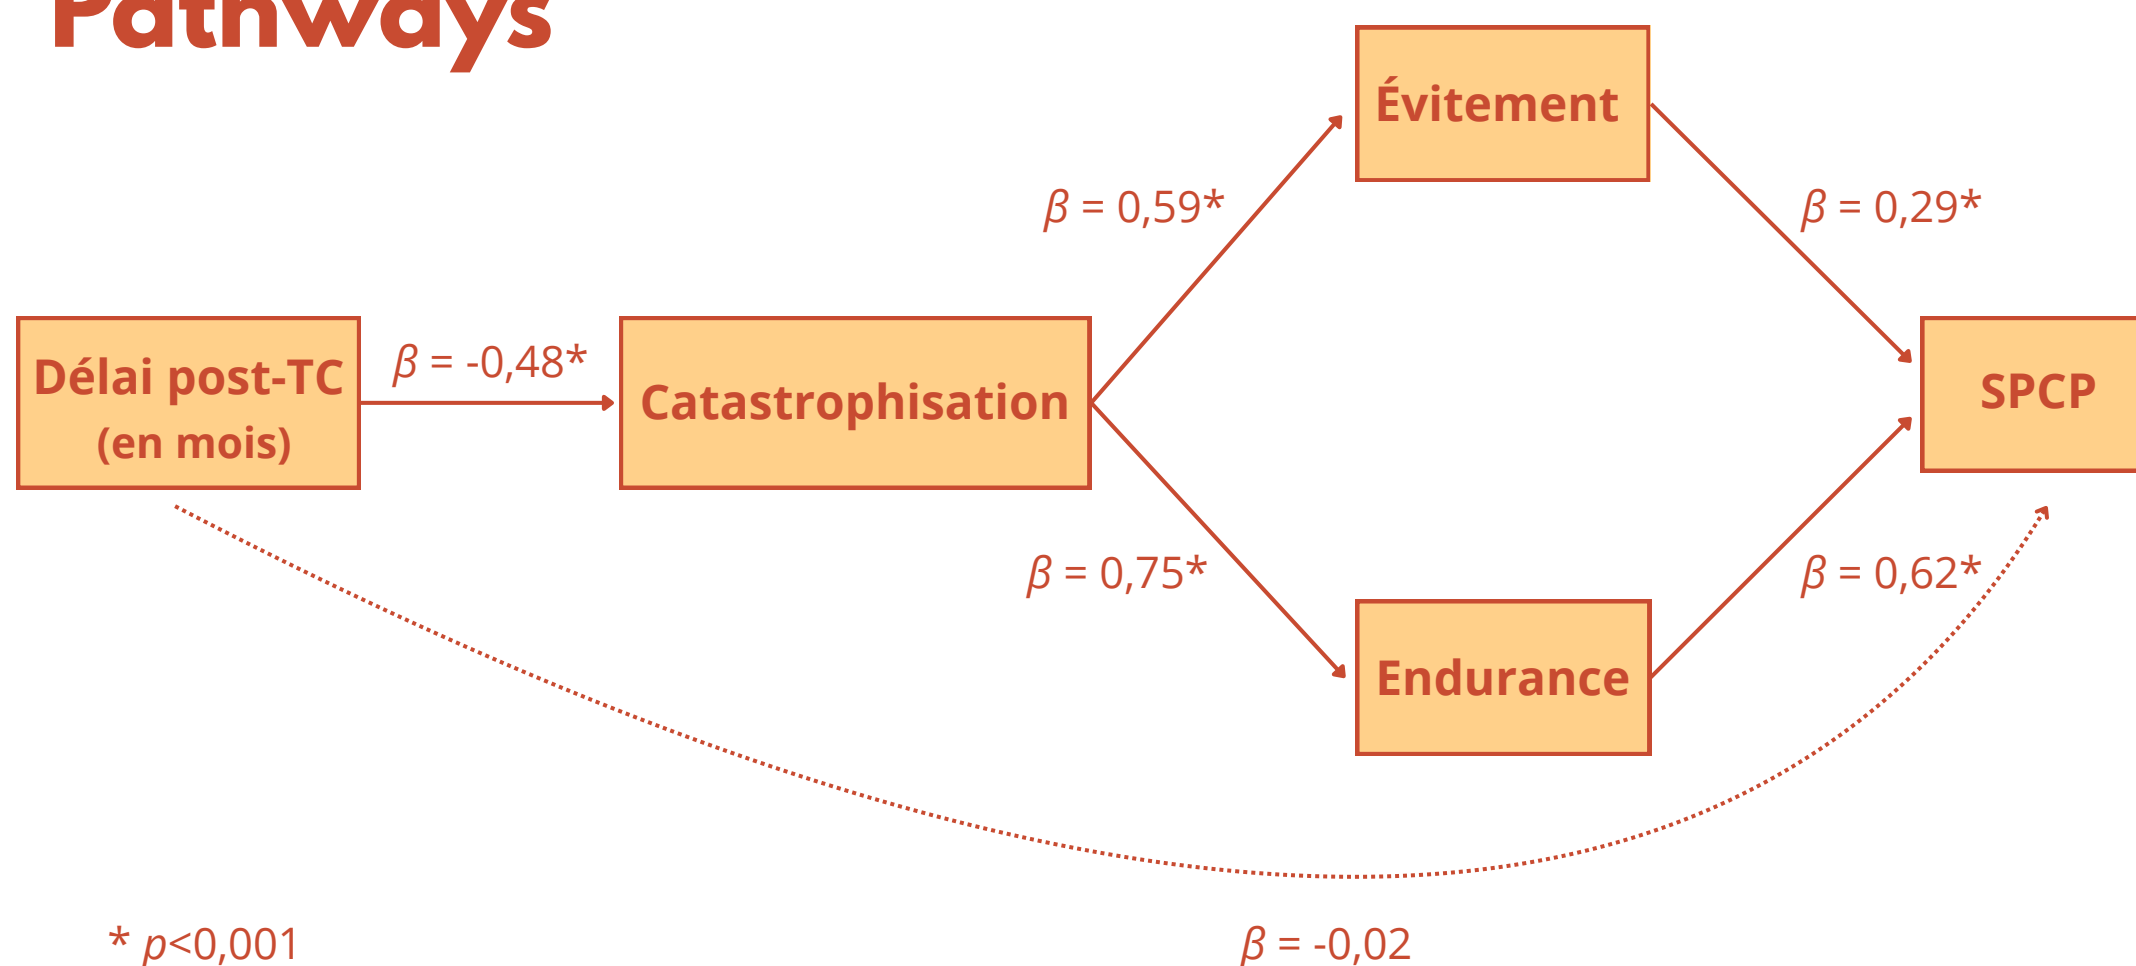 Pathways
Évitement
β = 0,59*
β = 0,29*
Délai post-TC
(en mois)
β = -0,48*
Catastrophisation
SPCP
β = 0,75*
β = 0,62*
Endurance
* p<0,001
β = -0,02